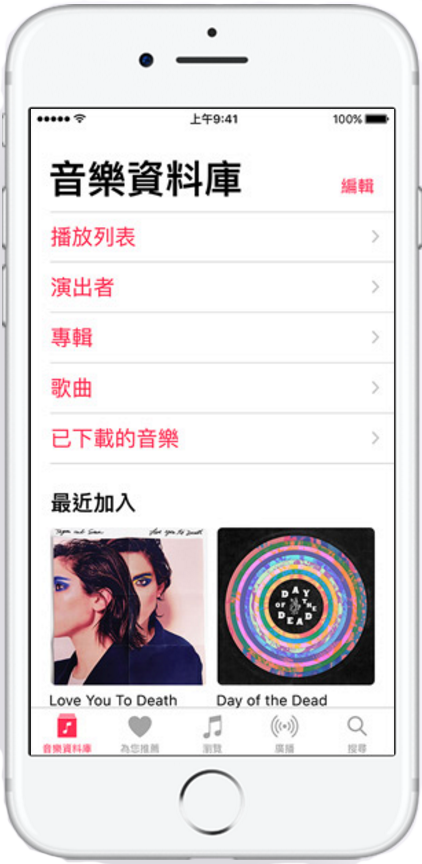 上午9:41
100%
音樂資料庫
編輯
播放列表
演出者
專輯
歌曲
已下載的音樂
最近加入
Tegan and Sara
Love You To Death
DAY
OF THE
DEAD
Love You To Death
Day of the Dead
音樂資料庫
為您推薦
瀏覽
廣播
搜尋